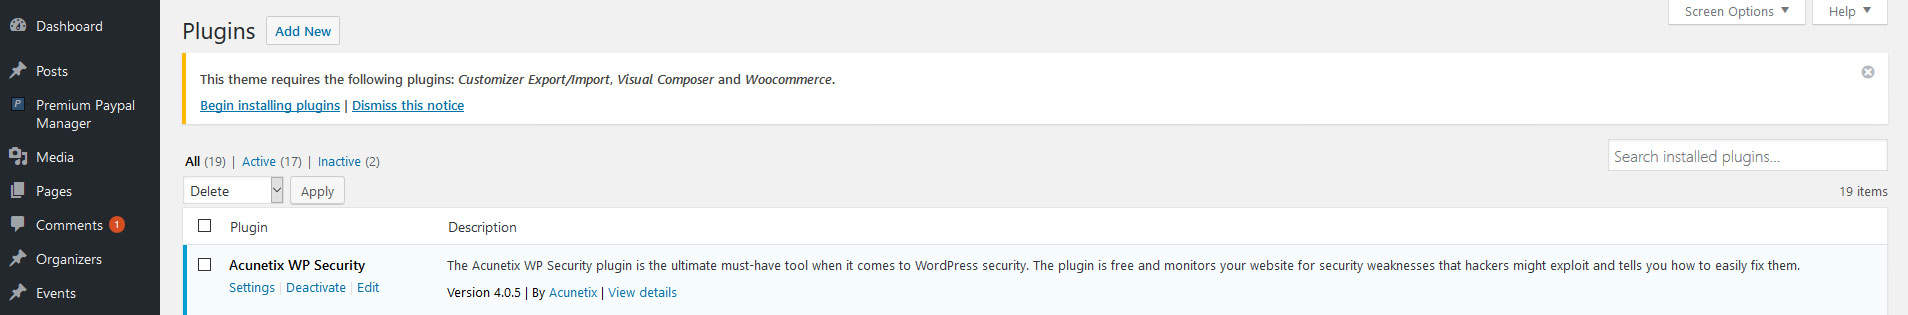 Dashboard
Posts
Premium Paypal
Manager
Media
Pages
Comments 1
Organizers
Events
Screen Options
Help
Plugins Add New
This theme requires the following plugins: Customizer Export/Import, Visual Composer and Woocommerce.
Begin installing plugins | Dismiss this notice
All (19) | Active (17) | Inactive (2)
Search installed plugins...
Delete Apply
19 items
Plugin Description
Acunetix WP Security
Settings | Deactivate | Edit
The Acunetix WP Security plugin is the ultimate must-have tool when it comes to WordPress security. The plugin is free and monitors your website for security weaknesses that hackers might exploit and tells you how to easily fix them.
Version 4.0.5 | By Acunetix | View details